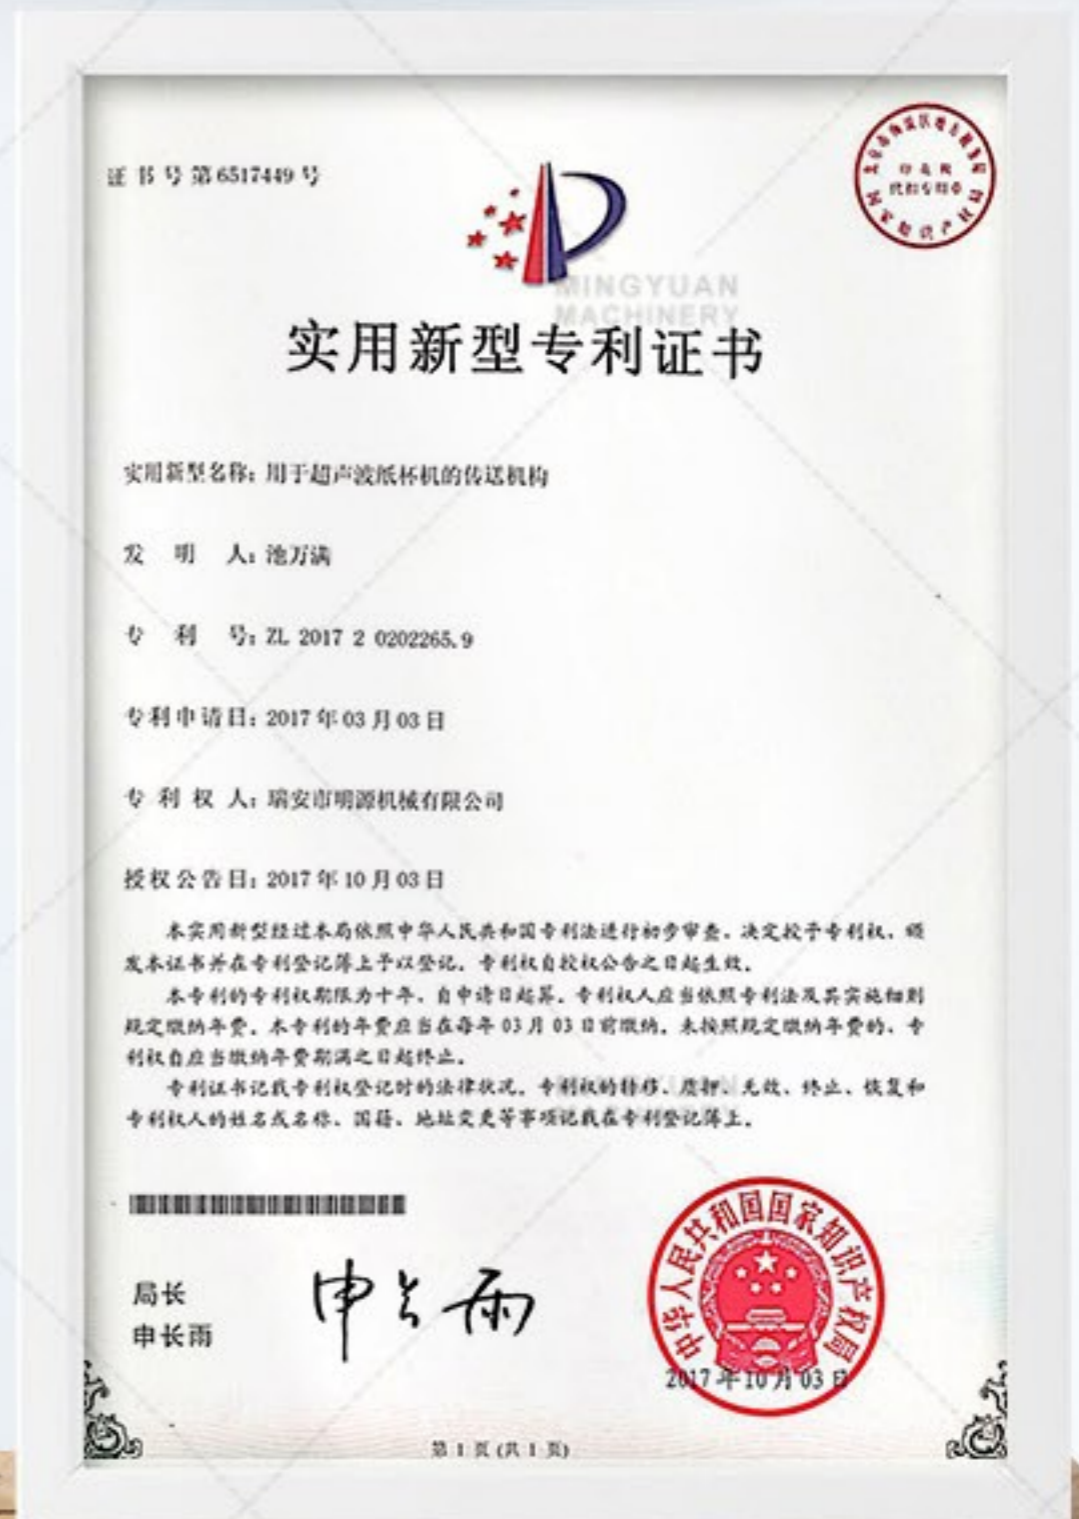 证书号第6517449号
MINGYUAN
MACHINERY
实用新型专利证书
实用新型名称：用于超声波纸杯机的传送机构
发明人：池万满
专利号：ZL 2017 2 0202265.9
专利申请日：2017年03月03日
专利权人：瑞安市明源机械有限公司
授权公告日：2017年10月03日
本实用新型经过本局依照中华人民共和国专利法进行初步审查，决定授予专利权，颁
发本证书并在专利登记簿上予以登记。专利权自授权公告之日起生效。
本专利的专利权期限为十年，自申请日起算。专利权人应当依照专利法及其实施细则
规定缴纳年费。本专利的年费应当在每年03月03日前缴纳。未按照规定缴纳年费的，专
利权自应当缴纳年费期满之日起终止。
专利证书记载专利权登记时的法律状况。专利权的转移、质押、无效、终止、恢复和
专利权人的姓名或名称、国籍、地址变更等事项记载在专利登记簿上。
局长
申长雨
申长雨
中华人民共和国国家知识产权局
2017年10月03日
第1页(共1页)